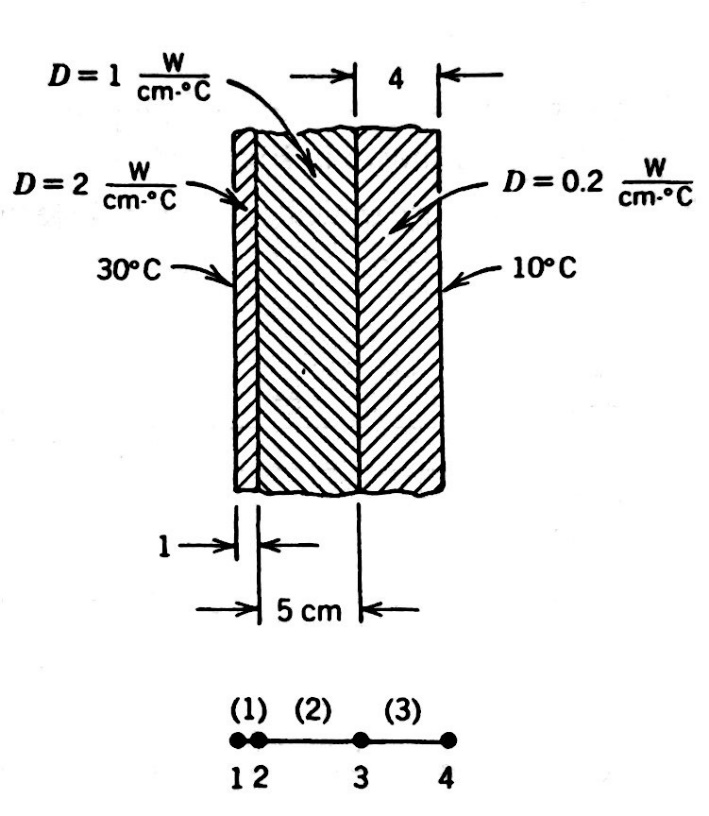 D = 1 W/cm-°C
4
D = 2 W/cm-°C
D = 0.2 W/cm-°C
30°C
10°C
1
5 cm
(1) (2) (3)
1 2 3 4